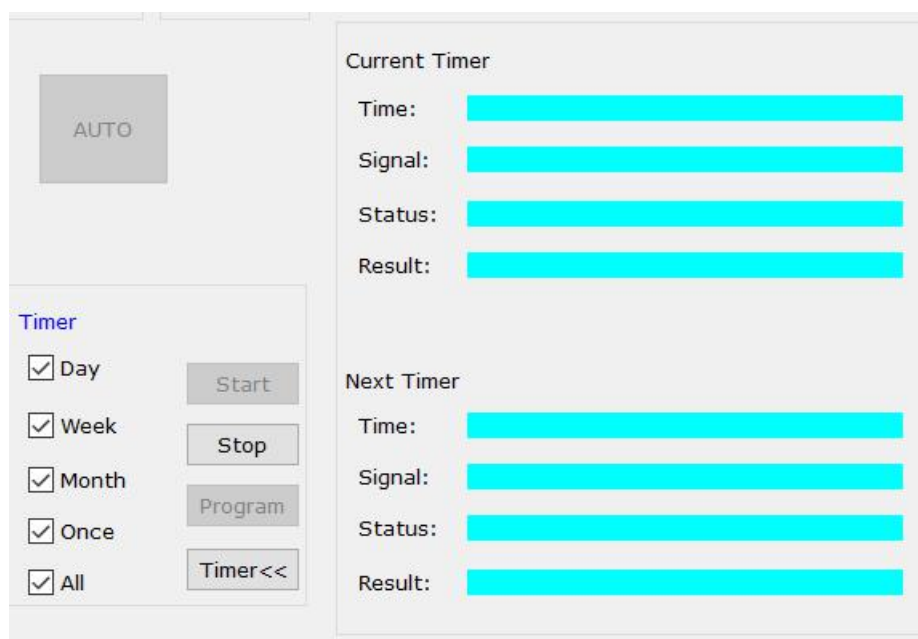 AUTO
Timer
Day
Week
Month
Once
All
Start
Stop
Program
Timer<<
Current Timer
Time:
Signal:
Status:
Result:
Next Timer
Time:
Signal:
Status:
Result: